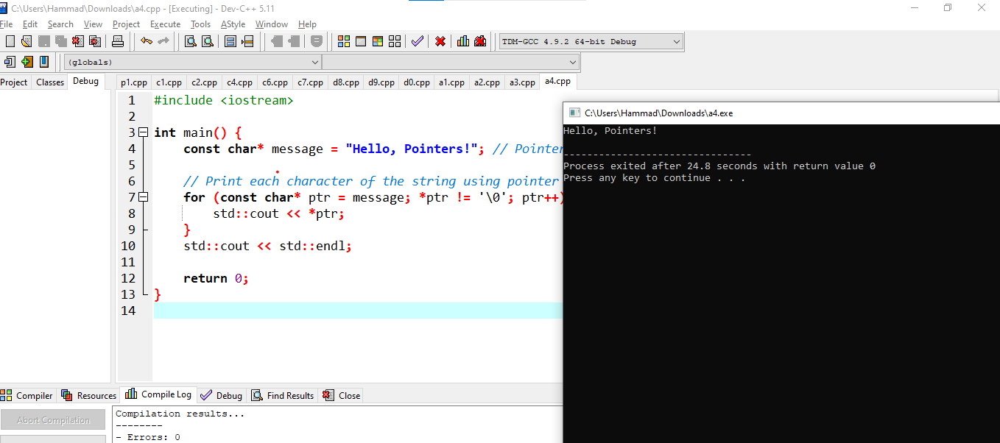 C:\Users\Hammad\Downloads\a4.cpp - [Executing] - Dev-C++ 5.11
File Edit Search View Project Execute Tools AStyle Window Help
TDM-GCC 4.9.2 64-bit Debug
(globals)
Project Classes Debug
p1.cpp c1.cpp c2.cpp c4.cpp c6.cpp c7.cpp d8.cpp d9.cpp d0.cpp a1.cpp a2.cpp a3.cpp a4.cpp
1 #include <iostream>
2
3 int main() {
4 const char* message = "Hello, Pointers!"; // Pointer
5
6 // Print each character of the string using pointer
7 for (const char* ptr = message; *ptr != '\0'; ptr++)
8 std::cout << *ptr;
9 }
10 std::cout << std::endl;
11
12 return 0;
13 }
14
C:\Users\Hammad\Downloads\a4.exe
Hello, Pointers!
--------------------------------
Process exited after 24.8 seconds with return value 0
Press any key to continue . . .
Compiler Resources Compile Log Debug Find Results Close
Abort Compilation
Compilation results...
--------
- Errors: 0